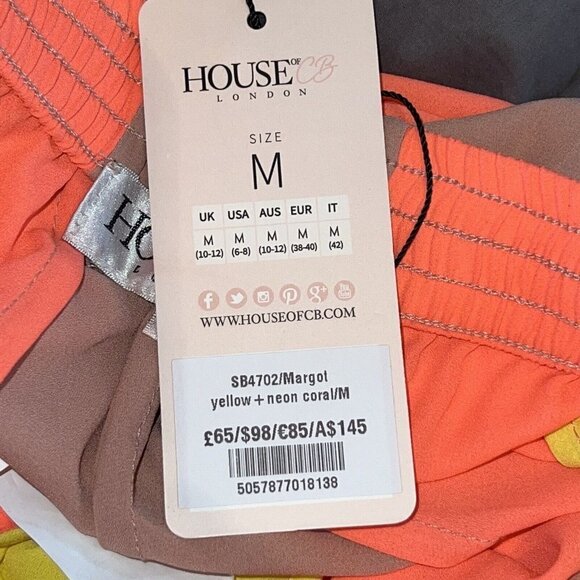 HOUSE OF CB
LONDON
SIZE
M
UK USA AUS EUR IT
M M M M M
(10-12) (6-8) (10-12) (38-40) (42)
WWW.HOUSEOFCB.COM
SB4702/Margot
yellow+neon coral/M
£65/$98/€85/A$145
5057877018138